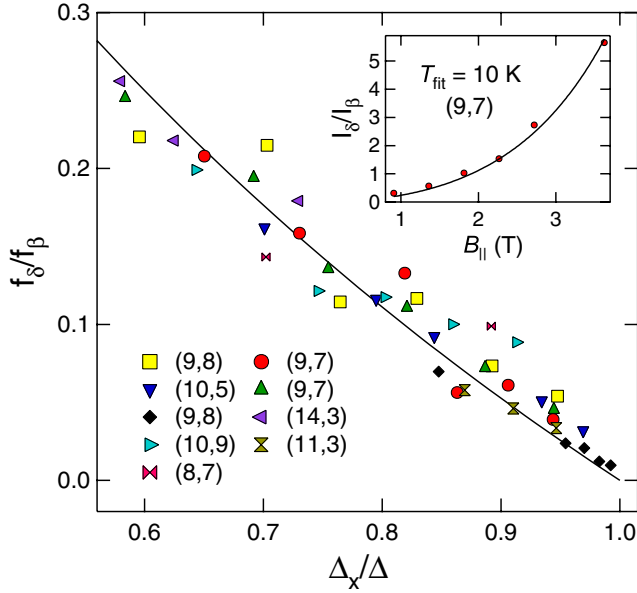 0.3
0.2
0.1
0.0
f_δ/f_β
0.6 0.7 0.8 0.9 1.0
Δ_x/Δ
(9,8) (9,7)
(10,5) (9,7)
(9,8) (14,3)
(10,9) (11,3)
(8,7)
5
4
3
2
1
0
I_δ/I_β
T_fit = 10 K
(9,7)
1 2 3
B_|| (T)